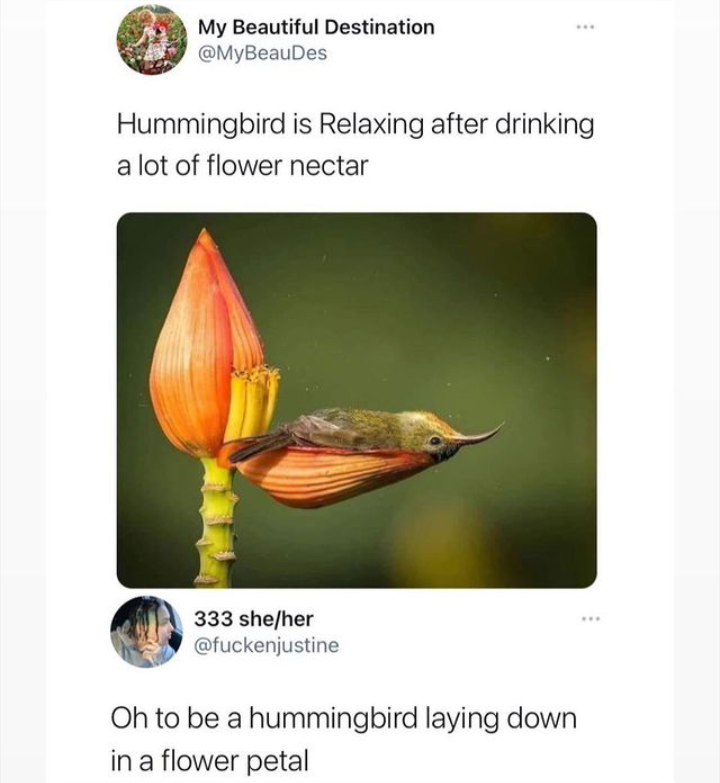 My Beautiful Destination
@MyBeauDes
Hummingbird is Relaxing after drinking
a lot of flower nectar
333 she/her
@fuckenjustine
Oh to be a hummingbird laying down
in a flower petal